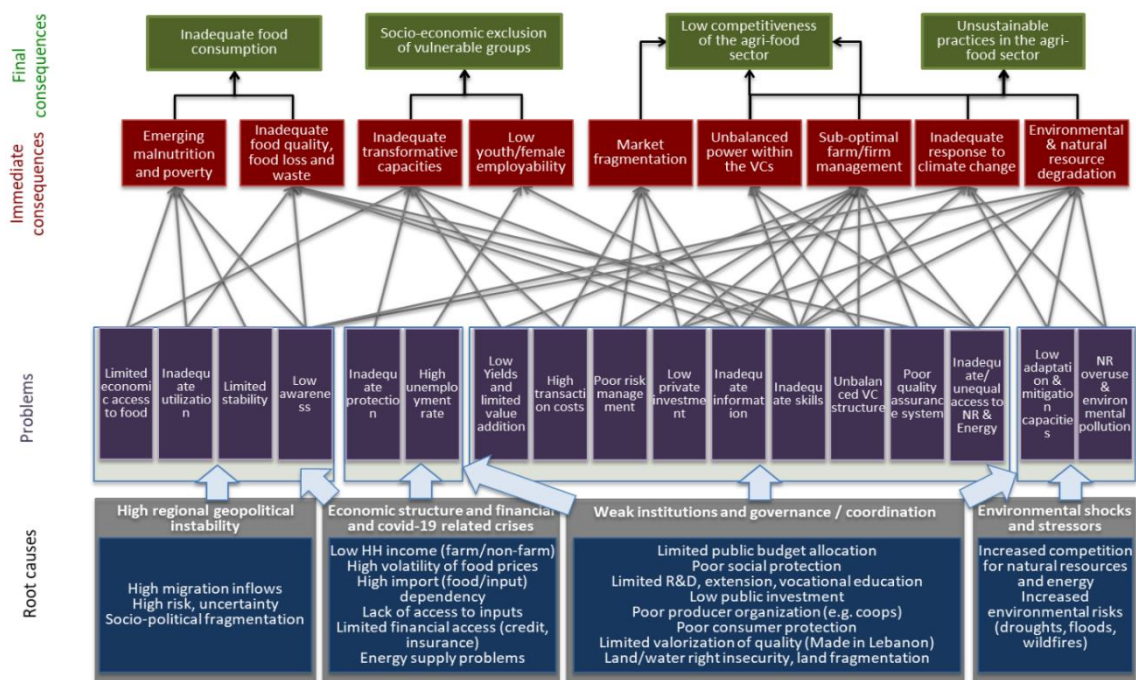 Final
consequences
Inadequate food
consumption
Socio-economic exclusion
of vulnerable groups
Low competitiveness
of the agri-food
sector
Unsustainable
practices in the agri-
food sector
Immediate
consequences
Emerging
malnutrition
and poverty
Inadequate
food quality,
food loss and
waste
Inadequate
transformative
capacities
Low
youth/female
employability
Market
fragmentation
Unbalanced
power within
the VCs
Sub-optimal
farm/firm
management
Inadequate
response to
climate change
Environmental
& natural
resource
degradation
Problems
Limited
economi
c access
to food
Inadequ
ate
utilization
Limited
stability
Low
awaren
ess
Inadequ
ate
protectio
n
High
unemplo
yment
rate
Low
Yields and
limited
value
addition
High
transac
tion costs
Poor risk
manage
ment
Low
private
investme
nt
Inadequ
ate
information
Inadequ
ate skills
Unbalan
ced VC
structure
Poor
quality
assuranc
e system
Inadequate/
unequal
access to
NR &
Energy
Low
adaptation &
mitigation
capacitie
s
NR
overuse &
environ
mental
pollution
Root causes
High regional geopolitical
instability
High migration inflows
High risk, uncertainty
Socio-political fragmentation
Economic structure and financial
and covid-19 related crises
Low HH income (farm/non-farm)
High volatility of food prices
High import (food/input)
dependency
Lack of access to inputs
Limited financial access (credit,
insurance)
Energy supply problems
Weak institutions and governance / coordination
Limited public budget allocation
Poor social protection
Limited R&D, extension, vocational education
Low public investment
Poor producer organization (e.g. coops)
Poor consumer protection
Limited valorization of quality (Made in Lebanon)
Land/water right insecurity, land fragmentation
Environmental shocks
and stressors
Increased competition
for natural resources
and energy
Increased
environmental risks
(droughts, floods,
wildfires)